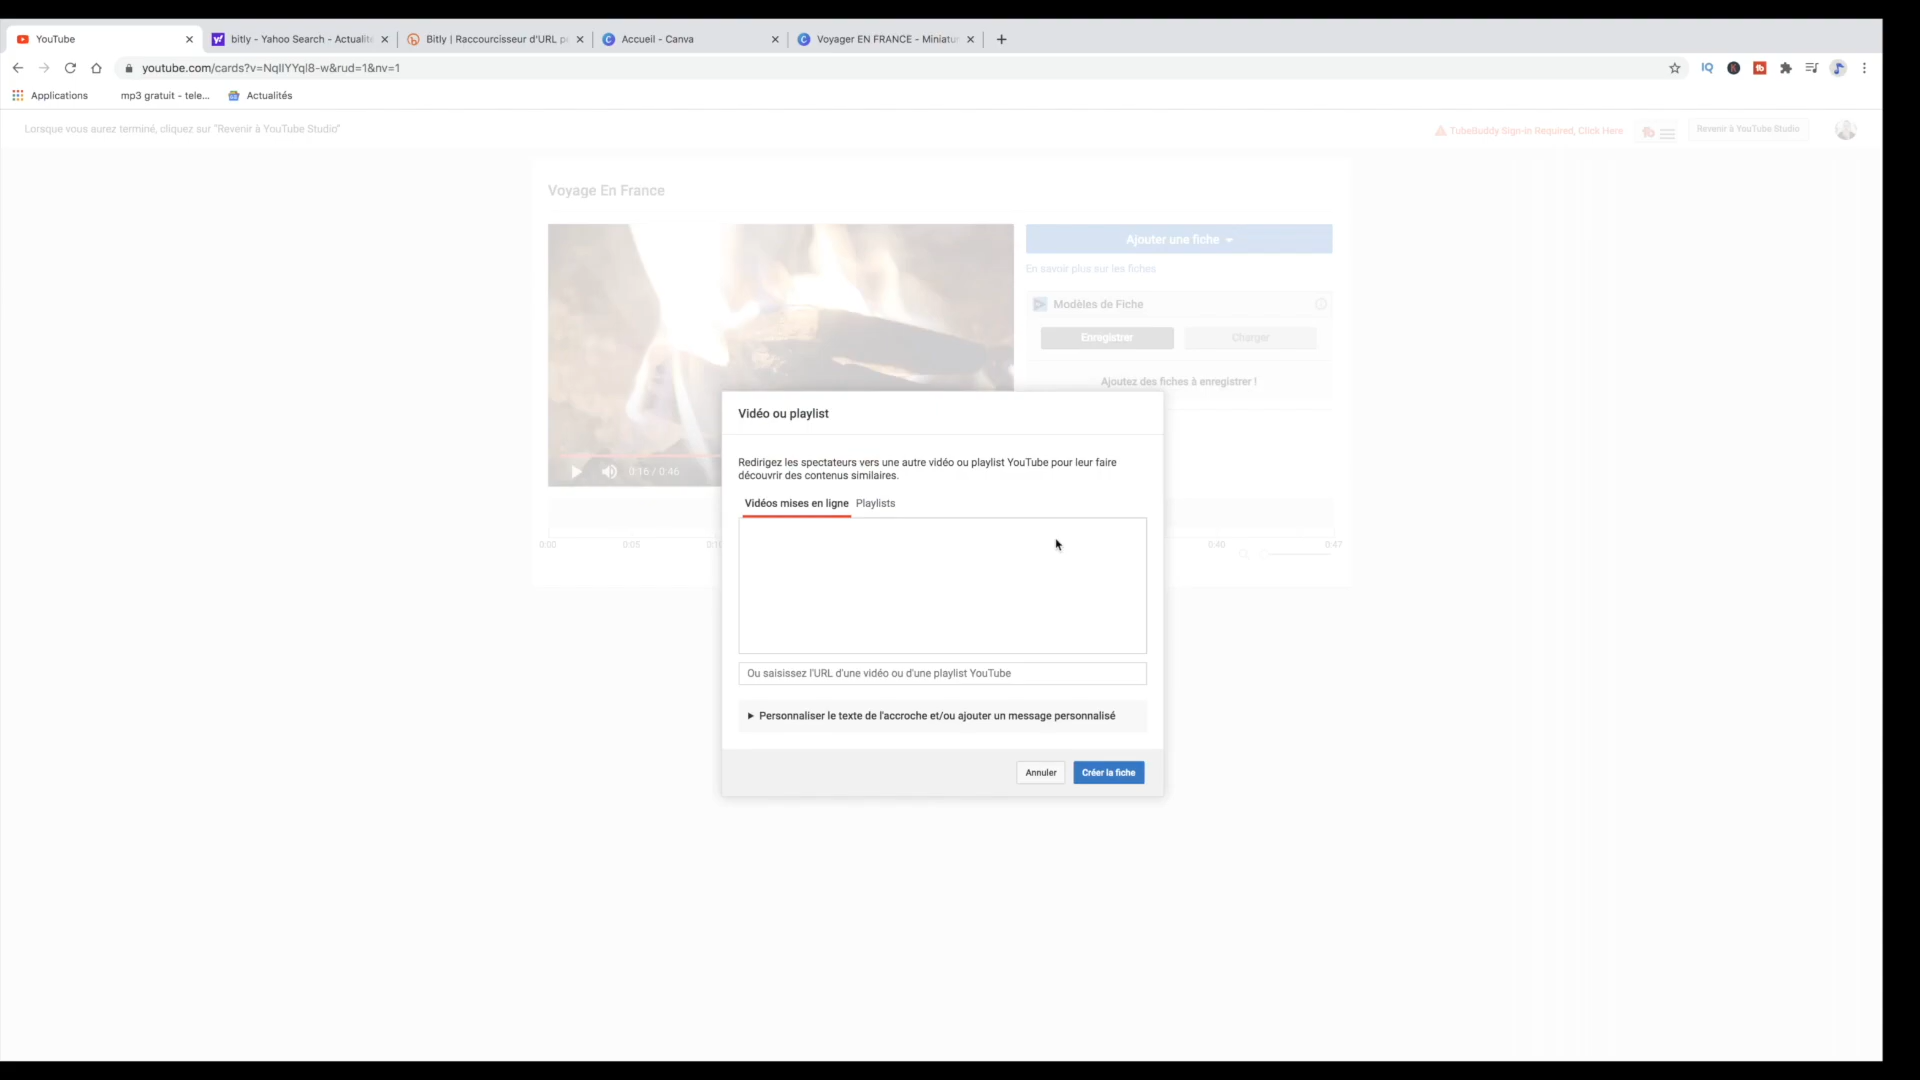 YouTube
bitly - Yahoo Search - Actualité
Bitly | Raccourcisseur d'URL pe
Accueil - Canva
Voyager EN FRANCE - Miniatur
youtube.com/cards?v=NqIlYYql8-w&rud=1&nv=1
Applications
mp3 gratuit - tele...
Actualités
Lorsque vous aurez terminé, cliquez sur "Revenir à YouTube Studio"
TubeBuddy Sign-in Required, Click Here
Revenir à YouTube Studio
Voyage En France
Ajouter une fiche
En savoir plus sur les fiches
Modèles de Fiche
Enregistrer
Charger
Ajoutez des fiches à enregistrer !
0:16 / 0:46
Vidéo ou playlist
Redirigez les spectateurs vers une autre vidéo ou playlist YouTube pour leur faire
découvrir des contenus similaires.
Vidéos mises en ligne
Playlists
0:00
0:05
0:10
0:40
0:47
Ou saisissez l'URL d'une vidéo ou d'une playlist YouTube
Personnaliser le texte de l'accroche et/ou ajouter un message personnalisé
Annuler
Créer la fiche